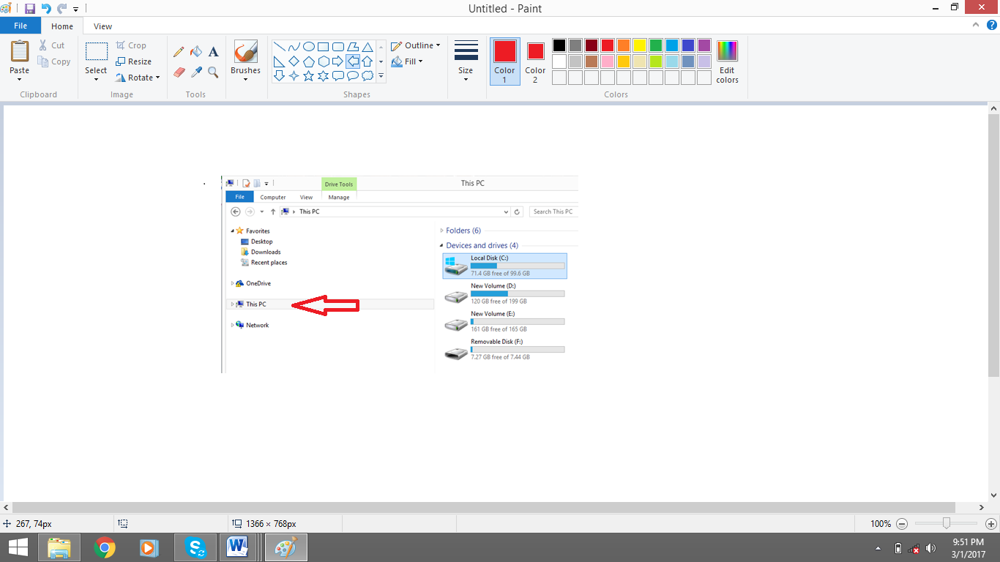 Untitled - Paint
File Home View
Paste
Cut
Copy
Clipboard
Select
Crop
Resize
Rotate
Image
A
Tools
Brushes
Outline
Fill
Shapes
Size
Color 1
Color 2
Edit colors
Colors
Drive Tools This PC
File Computer View Manage
This PC Search This PC
Favorites
Desktop
Downloads
Recent places
OneDrive
This PC
Network
Folders (6)
Devices and drives (4)
Local Disk (C:)
71.4 GB free of 99.6 GB
New Volume (D:)
120 GB free of 199 GB
New Volume (E:)
161 GB free of 165 GB
Removable Disk (F:)
7.27 GB free of 7.44 GB
267, 74px 1366 × 768px 100%
9:51 PM
3/1/2017